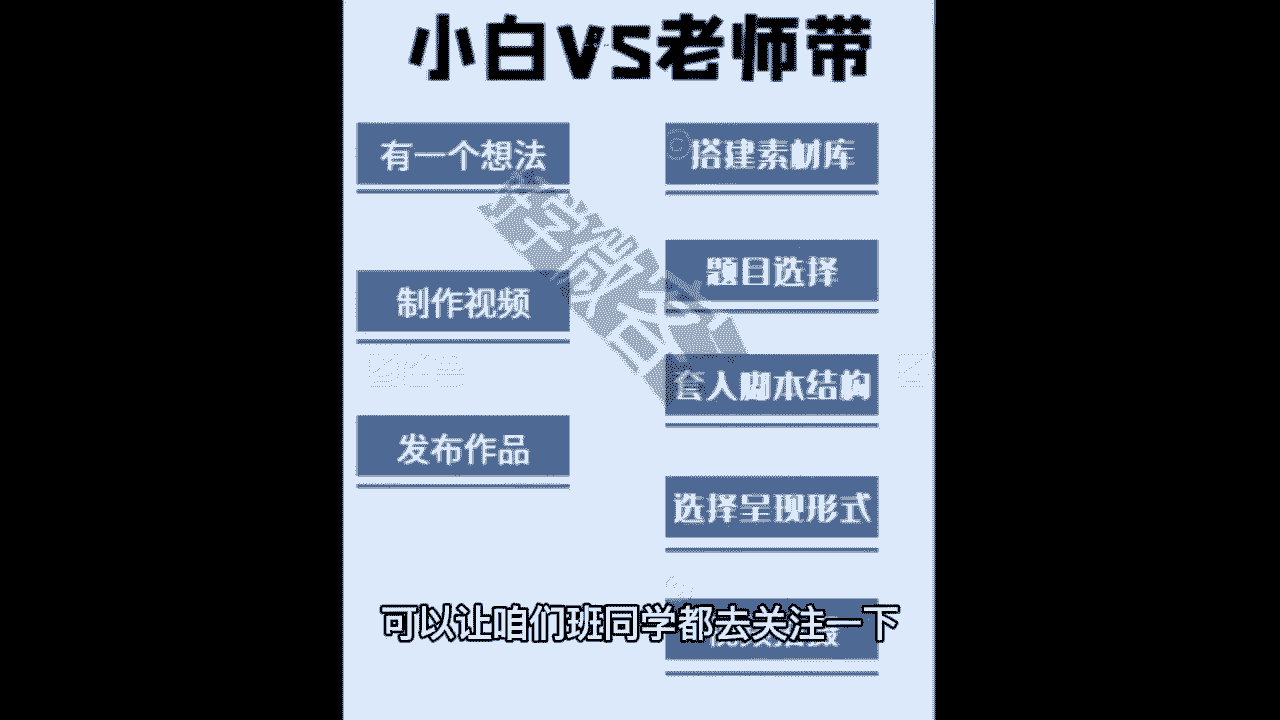 小白VS老师带
有一个想法
制作视频
发布作品
搭建素材库
题目选择
套入脚本结构
选择呈现形式
可以让咱们班同学都去关注一下